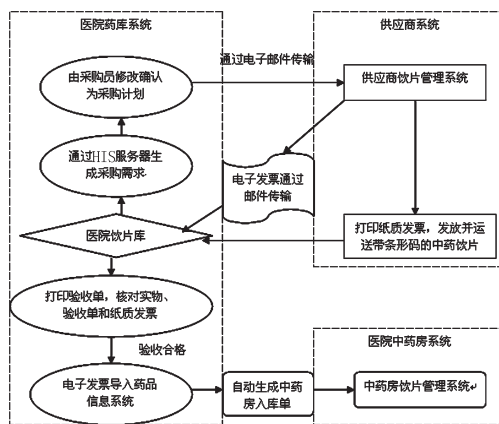 医院药库系统
供应商系统
由采购员修改确认
为采购计划
通过电子邮件传输
供应商饮片管理系统
通过HIS服务器生
成采购需求
电子发票通过
邮件传输
医院饮片库
打印纸质发票，发放并运
送带条形码的中药饮片
打印验收单，核对实物、
验收单和纸质发票
验收合格
医院中药房系统
电子发票导入药品
信息系统
自动生成中药
房入库单
中药房饮片管理系统↵